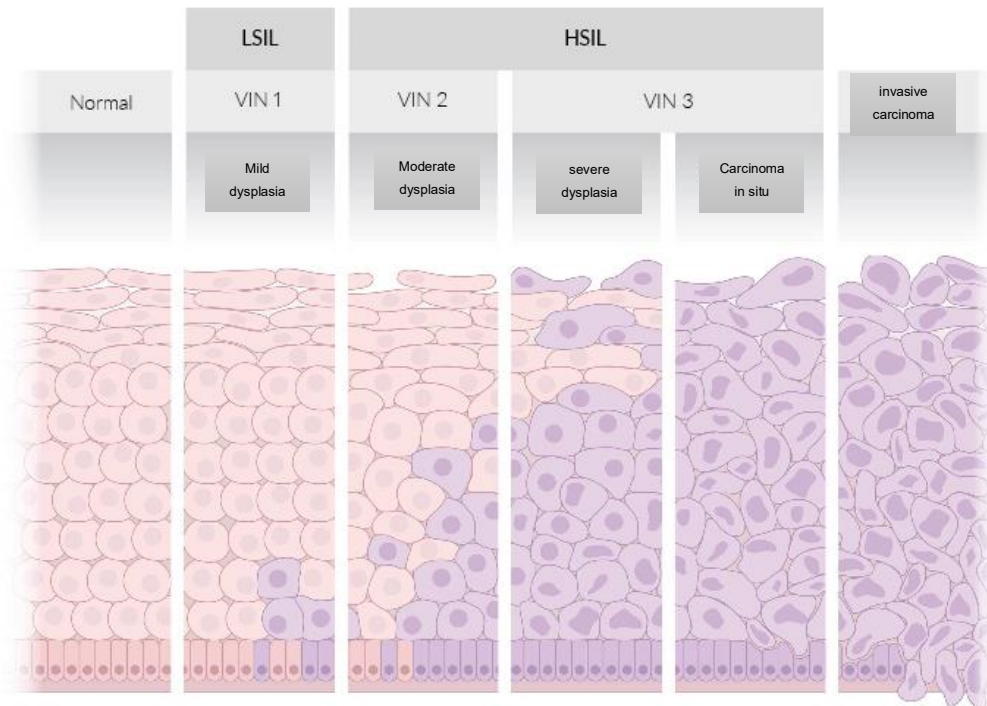 LSIL
HSIL
Normal
VIN 1
VIN 2
VIN 3
invasive
carcinoma
Mild
dysplasia
Moderate
dysplasia
severe
dysplasia
Carcinoma
in situ